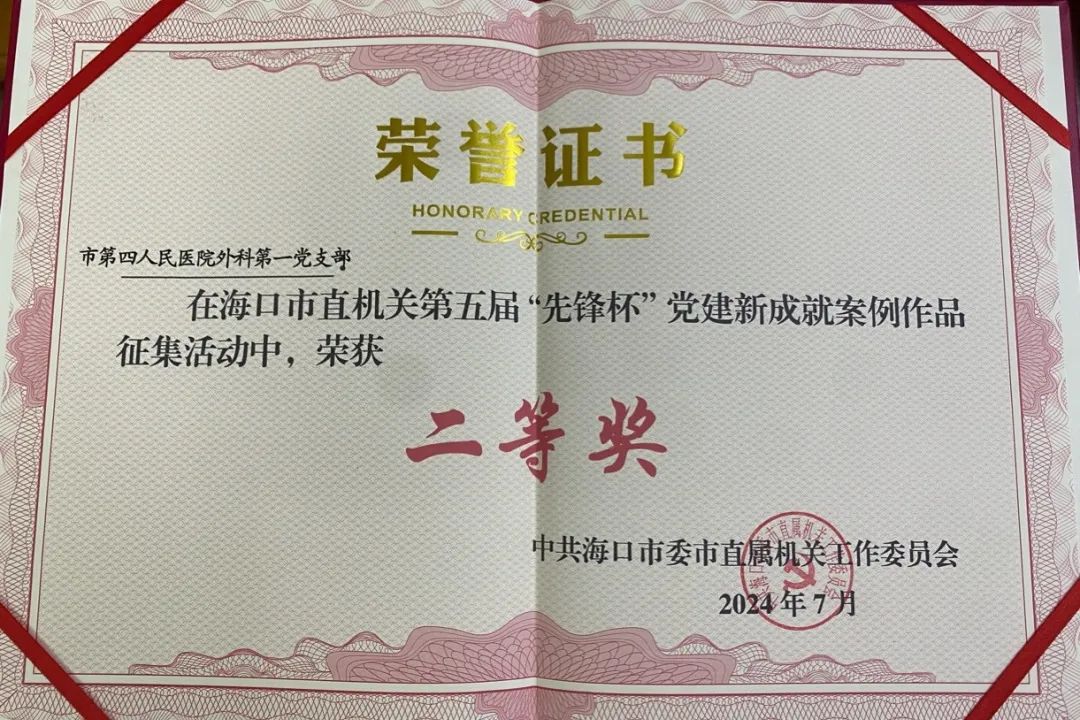 荣誉证书
HONORARY CREDENTIAL
市第四人民医院外科第一党支部
在海口市直机关第五届“先锋杯”党建新成就案例作品
征集活动中，荣获
二等奖
中共海口市委市直属机关工作委员会
2024年7月